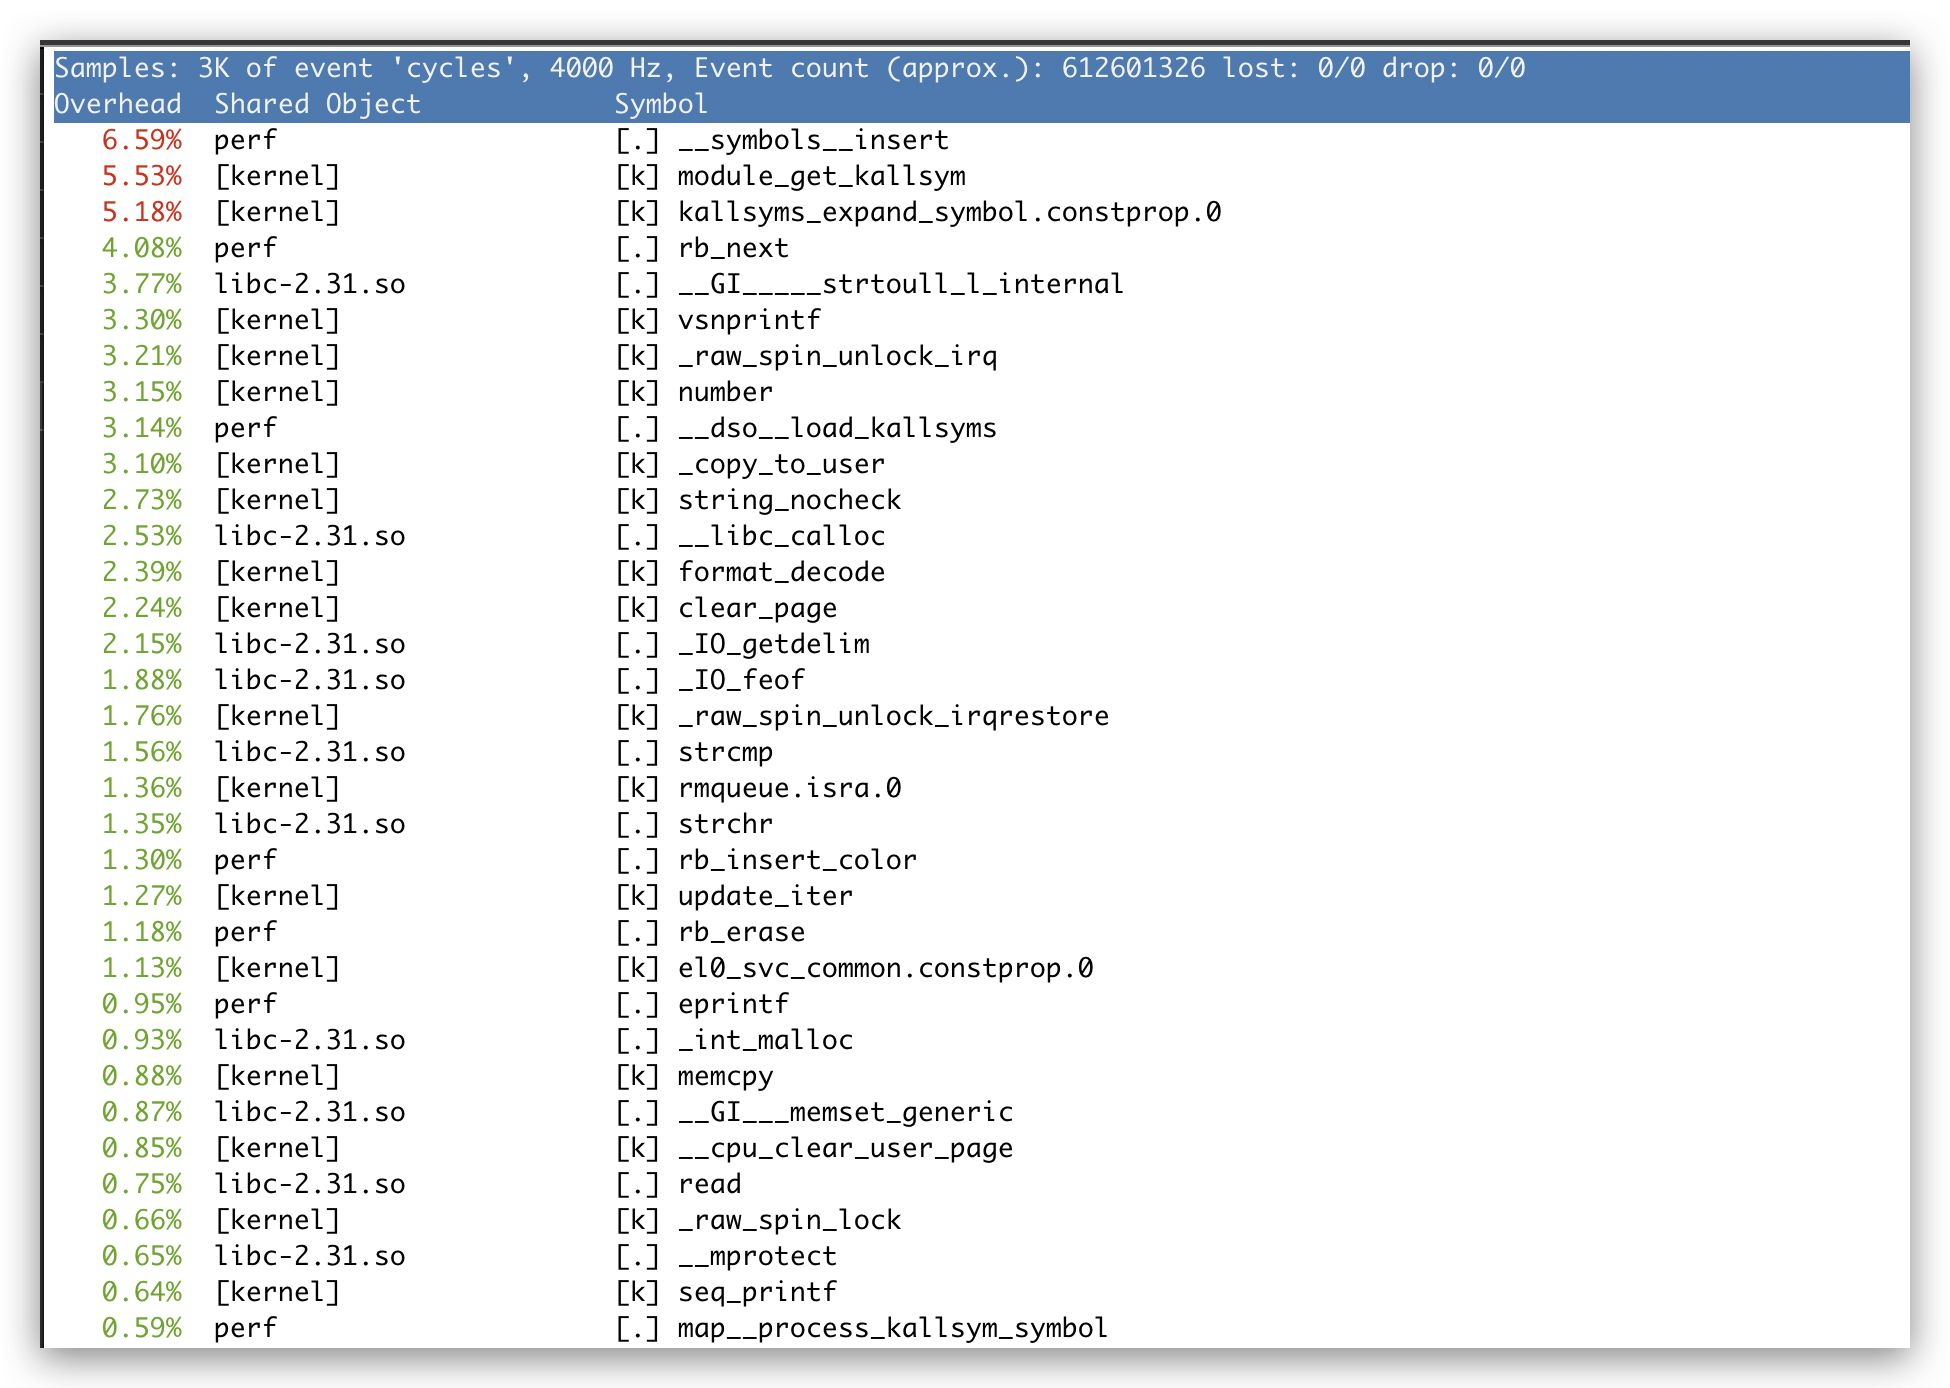 Samples: 3K of event 'cycles', 4000 Hz, Event count (approx.): 612601326 lost: 0/0 drop: 0/0
Overhead  Shared Object            Symbol
   6.59%  perf                     [.] __symbols__insert
   5.53%  [kernel]                 [k] module_get_kallsym
   5.18%  [kernel]                 [k] kallsyms_expand_symbol.constprop.0
   4.08%  perf                     [.] rb_next
   3.77%  libc-2.31.so             [.] __GI_____strtoull_l_internal
   3.30%  [kernel]                 [k] vsnprintf
   3.21%  [kernel]                 [k] _raw_spin_unlock_irq
   3.15%  [kernel]                 [k] number
   3.14%  perf                     [.] __dso__load_kallsyms
   3.10%  [kernel]                 [k] _copy_to_user
   2.73%  [kernel]                 [k] string_nocheck
   2.53%  libc-2.31.so             [.] __libc_calloc
   2.39%  [kernel]                 [k] format_decode
   2.24%  [kernel]                 [k] clear_page
   2.15%  libc-2.31.so             [.] _IO_getdelim
   1.88%  libc-2.31.so             [.] _IO_feof
   1.76%  [kernel]                 [k] _raw_spin_unlock_irqrestore
   1.56%  libc-2.31.so             [.] strcmp
   1.36%  [kernel]                 [k] rmqueue.isra.0
   1.35%  libc-2.31.so             [.] strchr
   1.30%  perf                     [.] rb_insert_color
   1.27%  [kernel]                 [k] update_iter
   1.18%  perf                     [.] rb_erase
   1.13%  [kernel]                 [k] el0_svc_common.constprop.0
   0.95%  perf                     [.] eprintf
   0.93%  libc-2.31.so             [.] _int_malloc
   0.88%  [kernel]                 [k] memcpy
   0.87%  libc-2.31.so             [.] __GI___memset_generic
   0.85%  [kernel]                 [k] __cpu_clear_user_page
   0.75%  libc-2.31.so             [.] read
   0.66%  [kernel]                 [k] _raw_spin_lock
   0.65%  libc-2.31.so             [.] __mprotect
   0.64%  [kernel]                 [k] seq_printf
   0.59%  perf                     [.] map__process_kallsym_symbol